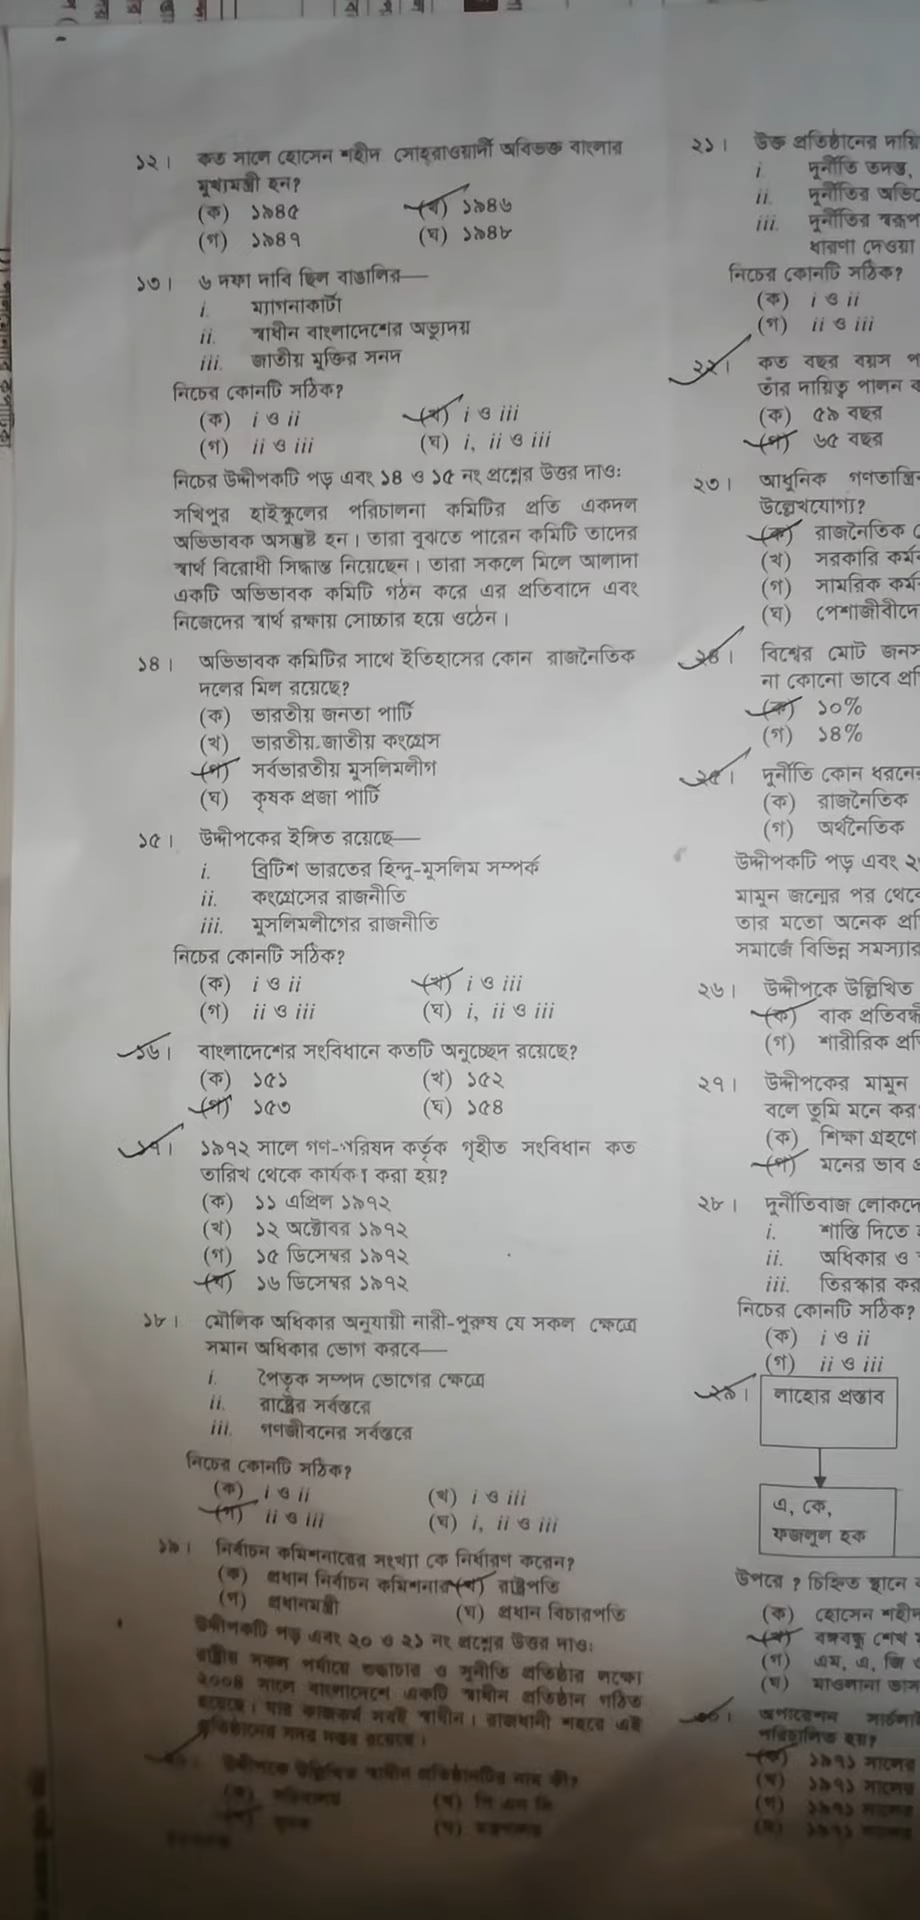 ১২। কত সালে হোসেন শহীদ সোহরাওয়ার্দী অবিভক্ত বাংলার
মুখ্যমন্ত্রী হন?
(ক) ১৯৪৫ (খ) ১৯৪৬
(গ) ১৯৪৭ (ঘ) ১৯৪৮
১৩। ৬ দফা দাবি ছিল বাঙালির—
i. ম্যাগনাকার্টা
ii. স্বাধীন বাংলাদেশের অভ্যুদয়
iii. জাতীয় মুক্তির সনদ
নিচের কোনটি সঠিক?
(ক) i ও ii (খ) i ও iii
(গ) ii ও iii (ঘ) i, ii ও iii
নিচের উদ্দীপকটি পড় এবং ১৪ ও ১৫ নং প্রশ্নের উত্তর দাও:
সখিপুর হাইস্কুলের পরিচালনা কমিটির প্রতি একদল
অভিভাবক অসন্তুষ্ট হন। তারা বুঝতে পারেন কমিটি তাদের
স্বার্থ বিরোধী সিদ্ধান্ত নিয়েছেন। তারা সকলে মিলে আলাদা
একটি অভিভাবক কমিটি গঠন করে এর প্রতিবাদে এবং
নিজেদের স্বার্থ রক্ষায় সোচ্চার হয়ে ওঠেন।
১৪। অভিভাবক কমিটির সাথে ইতিহাসের কোন রাজনৈতিক
দলের মিল রয়েছে?
(ক) ভারতীয় জনতা পার্টি
(খ) ভারতীয় জাতীয় কংগ্রেস
(গ) সর্বভারতীয় মুসলিমলীগ
(ঘ) কৃষক প্রজা পার্টি
১৫। উদ্দীপকের ইঙ্গিত রয়েছে—
i. ব্রিটিশ ভারতের হিন্দু-মুসলিম সম্পর্ক
ii. কংগ্রেসের রাজনীতি
iii. মুসলিমলীগের রাজনীতি
নিচের কোনটি সঠিক?
(ক) i ও ii (খ) i ও iii
(গ) ii ও iii (ঘ) i, ii ও iii
১৬। বাংলাদেশের সংবিধানে কতটি অনুচ্ছেদ রয়েছে?
(ক) ১৫১ (খ) ১৫২
(গ) ১৫৩ (ঘ) ১৫৪
১৭। ১৯৭২ সালে গণ-পরিষদ কর্তৃক গৃহীত সংবিধান কত
তারিখ থেকে কার্যকর করা হয়?
(ক) ১১ এপ্রিল ১৯৭২
(খ) ১২ অক্টোবর ১৯৭২
(গ) ১৫ ডিসেম্বর ১৯৭২
(ঘ) ১৬ ডিসেম্বর ১৯৭২
১৮। মৌলিক অধিকার অনুযায়ী নারী-পুরুষ যে সকল ক্ষেত্রে
সমান অধিকার ভোগ করবে—
i. পৈতৃক সম্পদ ভোগের ক্ষেত্রে
ii. রাষ্ট্রের সর্বস্তরে
iii. গণজীবনের সর্বস্তরে
নিচের কোনটি সঠিক?
(ক) i ও ii (খ) i ও iii
(গ) ii ও iii (ঘ) i, ii ও iii
১৯। নির্বাচন কমিশনারের সংখ্যা কে নির্ধারণ করেন?
(ক) প্রধান নির্বাচন কমিশনার (খ) রাষ্ট্রপতি
(গ) প্রধানমন্ত্রী (ঘ) প্রধান বিচারপতি
উদ্দীপকটি পড় এবং ২০ ও ২১ নং প্রশ্নের উত্তর দাও:
রাষ্ট্রীয় সকল পর্যায়ে শুদ্ধাচার ও সুনীতি প্রতিষ্ঠার লক্ষ্যে
২০০৪ সালে বাংলাদেশে একটি স্বাধীন প্রতিষ্ঠান গঠিত
হয়েছে। যার কাজকর্ম সবই স্বাধীন। রাজধানী শহরে এই
প্রতিষ্ঠানের সদর দপ্তর রয়েছে।
উদ্দীপকে উল্লিখিত স্বাধীন প্রতিষ্ঠানটির নাম কী?
২১। উক্ত প্রতিষ্ঠানের
i. দুর্নীতি তদন্ত,
ii. দুর্নীতির
iii. দুর্নীতির
ধারণা দেওয়া
নিচের কোনটি সঠিক?
(ক) i ও ii
(গ) ii ও iii
২২। কত বছর বয়স
তাঁর দায়িত্ব পালন
(ক) ৫৯ বছর
(গ) ৬৫ বছর
২৩। আধুনিক
উল্লেখযোগ্য?
(ক) রাজনৈতিক
(খ) সরকারি
(গ) সামরিক
(ঘ)
২৪। বিশ্বের মোট
না কোনো ভাবে
(ক) ১০%
(গ) ১৪%
২৫। দুর্নীতি কোন
(ক) রাজনৈতিক
(গ) অর্থনৈতিক
উদ্দীপকটি পড় এবং
মামুন জন্মের পর
তার মতো অনেক
সমাজে বিভিন্ন
২৬। উদ্দীপকে উল্লিখিত
(ক) বাক
(গ) শারীরিক
২৭। উদ্দীপকের মামুন
বলে তুমি মনে কর
(ক) শিক্ষা গ্রহণে
(গ) মনের ভাব
২৮। দুর্নীতিবাজ
i. শাস্তি দিতে
ii. অধিকার ও
iii. তিরস্কার
নিচের কোনটি সঠিক?
(ক) i ও ii
(গ) ii ও iii
২৯। লাহোর প্রস্তাব
এ, কে,
ফজলুল হক
উপরে ? চিহ্নিত স্থানে
(ক) হোসেন
(খ) বঙ্গবন্ধু শেখ
(গ) এম, এ, জি
(ঘ) মাওলানা
৩০। অপারেশন
পরিচালিত হয়?
(ক) ১৯৭১ সালের
(খ) ১৯৭১ সালের
(গ) ১৯৭১ সালের
(ঘ) ১৯৭১ সালের